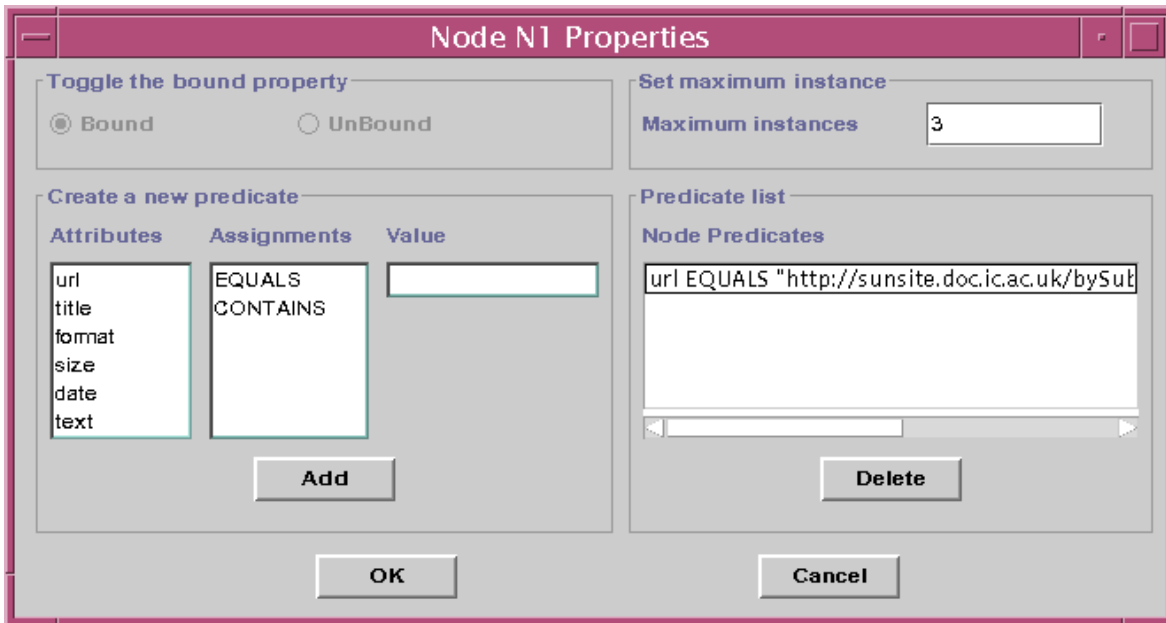 Node N1 Properties
Toggle the bound property
Bound
UnBound
Set maximum instance
Maximum instances
3
Create a new predicate
Attributes
Assignments
Value
url
title
format
size
date
text
EQUALS
CONTAINS
Add
Predicate list
Node Predicates
url EQUALS "http://sunsite.doc.ic.ac.uk/bySub
Delete
OK
Cancel